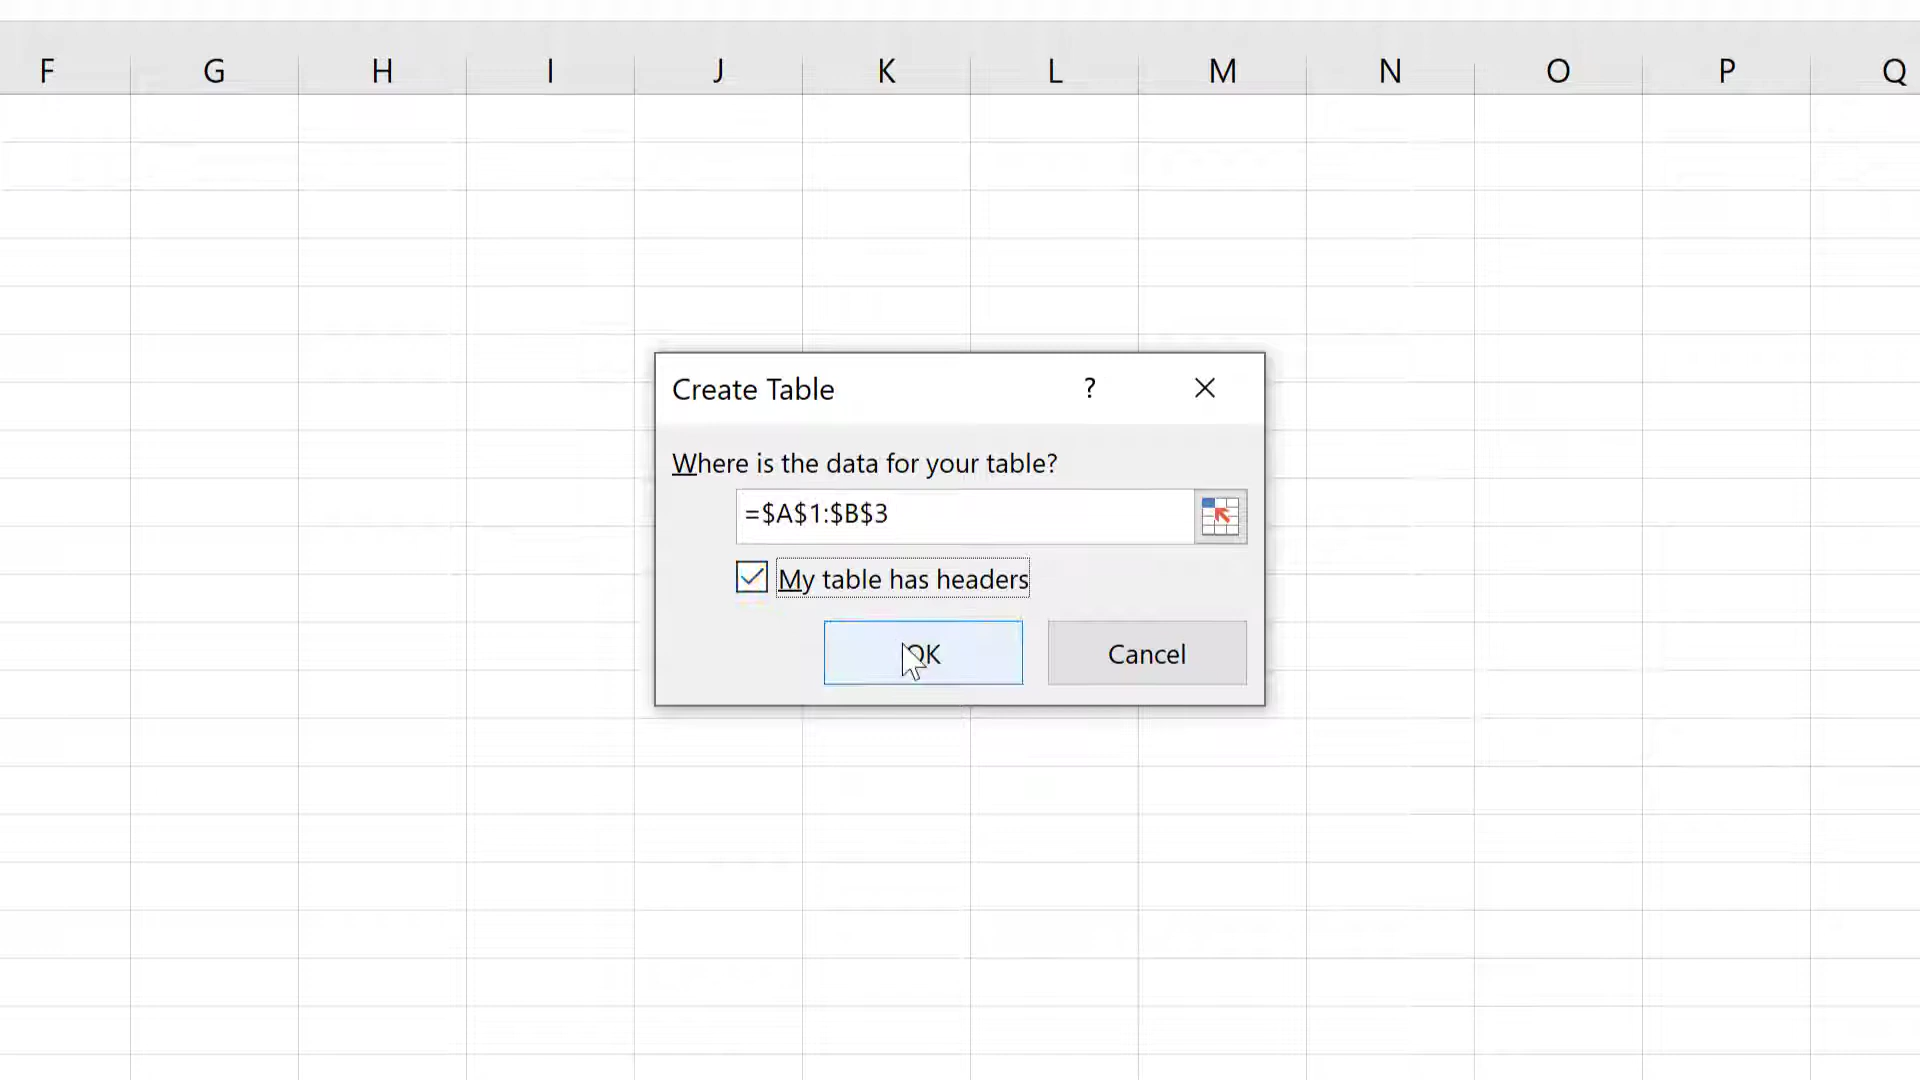 F G H I J K L M N O P Q
Create Table ?
Where is the data for your table?
=$A$1:$B$3
My table has headers
OK Cancel